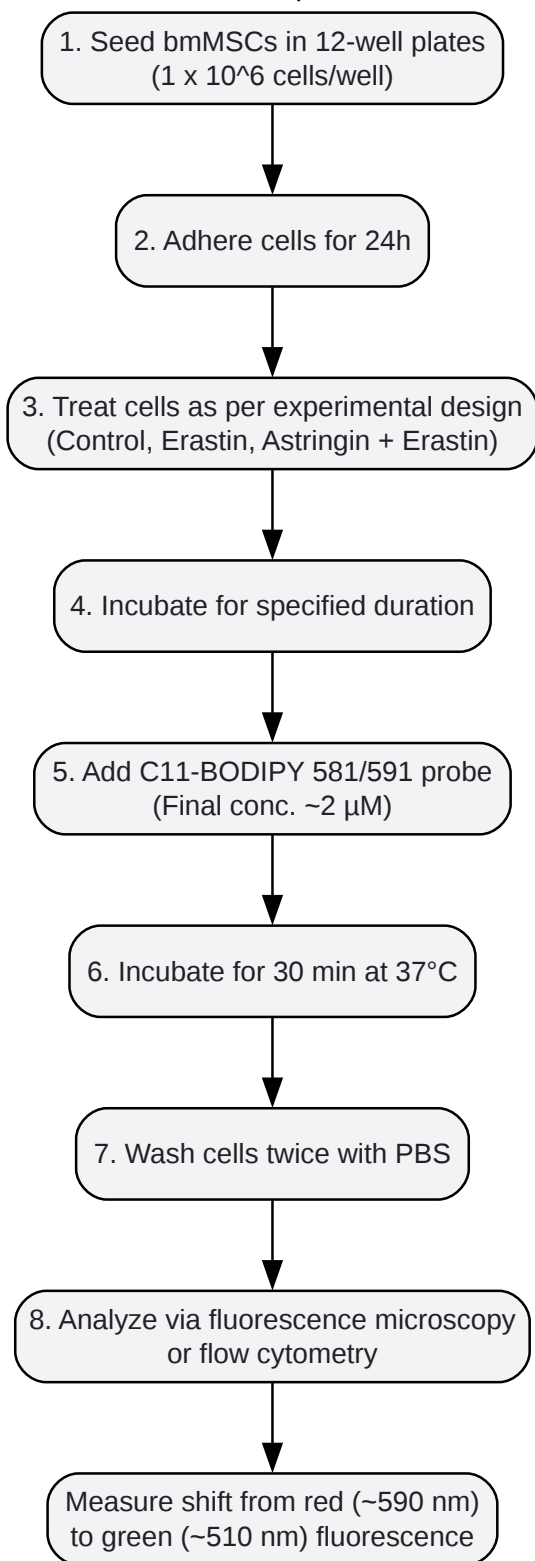 1. Seed bmMSCs in 12-well plates
(1 x 10^6 cells/well)
2. Adhere cells for 24h
3. Treat cells as per experimental design
(Control, Erastin, Astringin + Erastin)
4. Incubate for specified duration
5. Add C11-BODIPY 581/591 probe
(Final conc. ~2 µM)
6. Incubate for 30 min at 37°C
7. Wash cells twice with PBS
8. Analyze via fluorescence microscopy
or flow cytometry
Measure shift from red (~590 nm)
to green (~510 nm) fluorescence